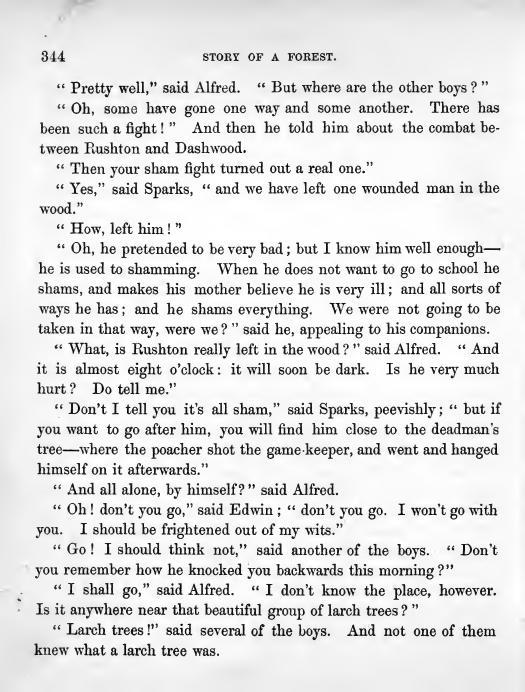 344 STORY OF A FOREST.
“ Pretty well,” said Alfred. “ But where are the other boys ? ”
“ Oh, some have gone one way and some another. There has
been such a fight ! ” And then he told him about the combat be-
tween Rushton and Dashwood.
“ Then your sham fight turned out a real one.”
“ Yes,” said Sparks, “ and we have left one wounded man in the
wood.”
“ How, left him ! ”
“ Oh, he pretended to be very bad ; but I know him well enough—
he is used to shamming. When he does not want to go to school he
shams, and makes his mother believe he is very ill ; and all sorts of
ways he has ; and he shams everything. We were not going to be
taken in that way, were we ? ” said he, appealing to his companions.
“ What, is Rushton really left in the wood ? ” said Alfred. “ And
it is almost eight o’clock : it will soon be dark. Is he very much
hurt ? Do tell me.”
“ Don’t I tell you it’s all sham,” said Sparks, peevishly ; “ but if
you want to go after him, you will find him close to the deadman’s
tree—where the poacher shot the game-keeper, and went and hanged
himself on it afterwards.”
“ And all alone, by himself ? ” said Alfred.
“ Oh ! don’t you go,” said Edwin ; “ don’t you go. I won’t go with
you. I should be frightened out of my wits.”
“ Go ! I should think not,” said another of the boys. “ Don’t
you remember how he knocked you backwards this morning ?”
“ I shall go,” said Alfred. “ I don’t know the place, however.
Is it anywhere near that beautiful group of larch trees ? ”
“ Larch trees !” said several of the boys. And not one of them
knew what a larch tree was.